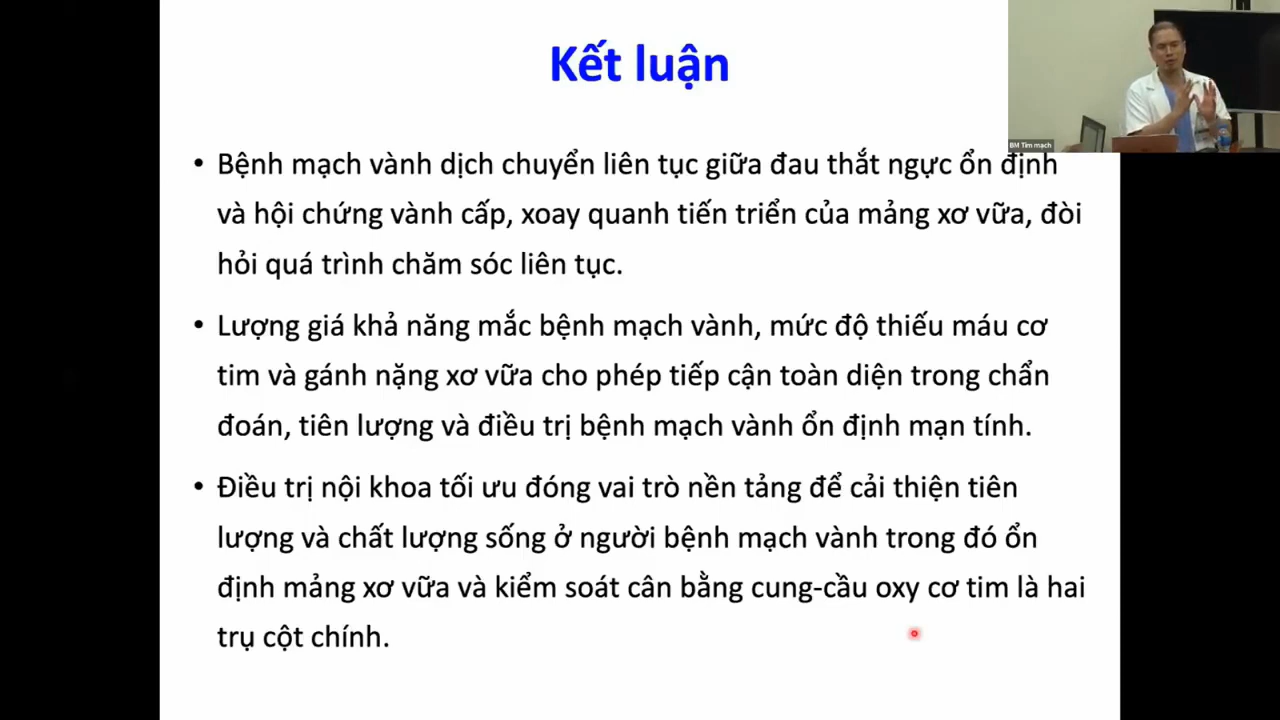 Kết luận
BM Tim mạch
• Bệnh mạch vành dịch chuyển liên tục giữa đau thắt ngực ổn định
và hội chứng vành cấp, xoay quanh tiến triển của mảng xơ vữa, đòi
hỏi quá trình chăm sóc liên tục.
• Lượng giá khả năng mắc bệnh mạch vành, mức độ thiếu máu cơ
tim và gánh nặng xơ vữa cho phép tiếp cận toàn diện trong chẩn
đoán, tiên lượng và điều trị bệnh mạch vành ổn định mạn tính.
• Điều trị nội khoa tối ưu đóng vai trò nền tảng để cải thiện tiên
lượng và chất lượng sống ở người bệnh mạch vành trong đó ổn
định mảng xơ vữa và kiểm soát cân bằng cung-cầu oxy cơ tim là hai
trụ cột chính.